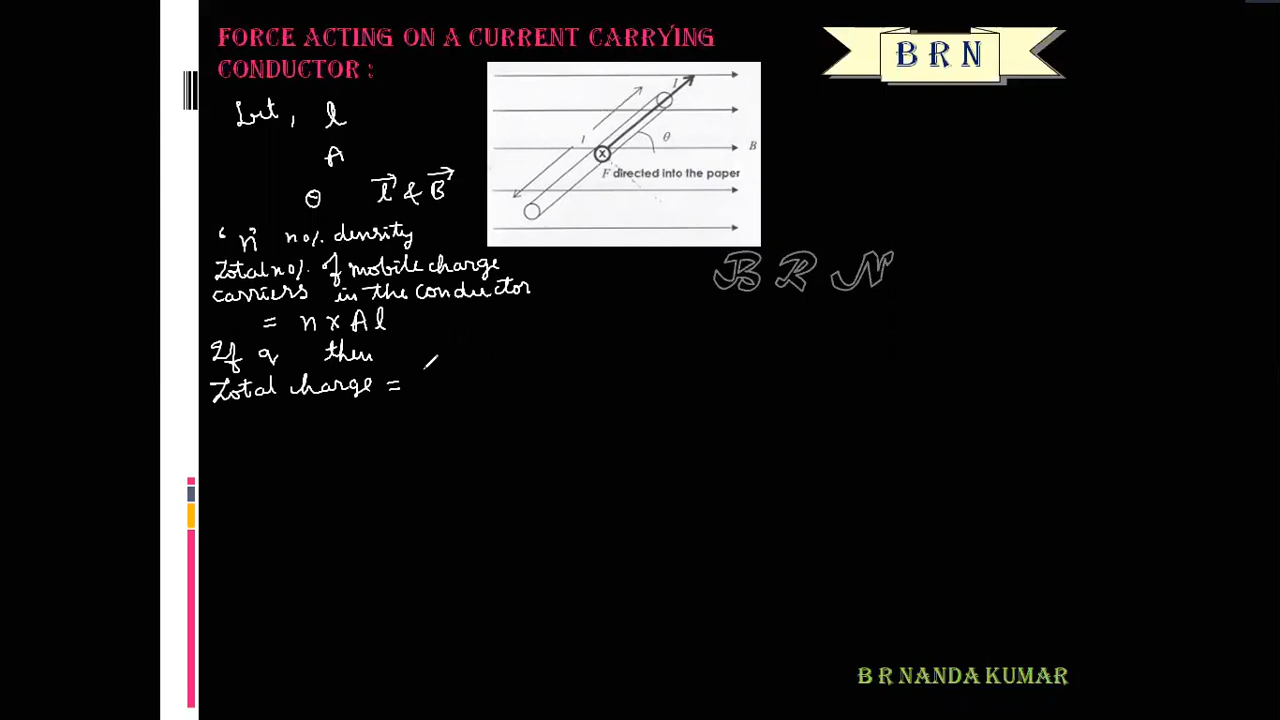 FORCE ACTING ON A CURRENT CARRYING
CONDUCTOR :
B R N
Let, l
A
θ l⃗ & B⃗
I
l
θ
B
F directed into the paper
'n' no/. density
Total no/. of mobile charge
carriers in the conductor
= n × A l
If q then
Total charge =
B R N
B R NANDA KUMAR